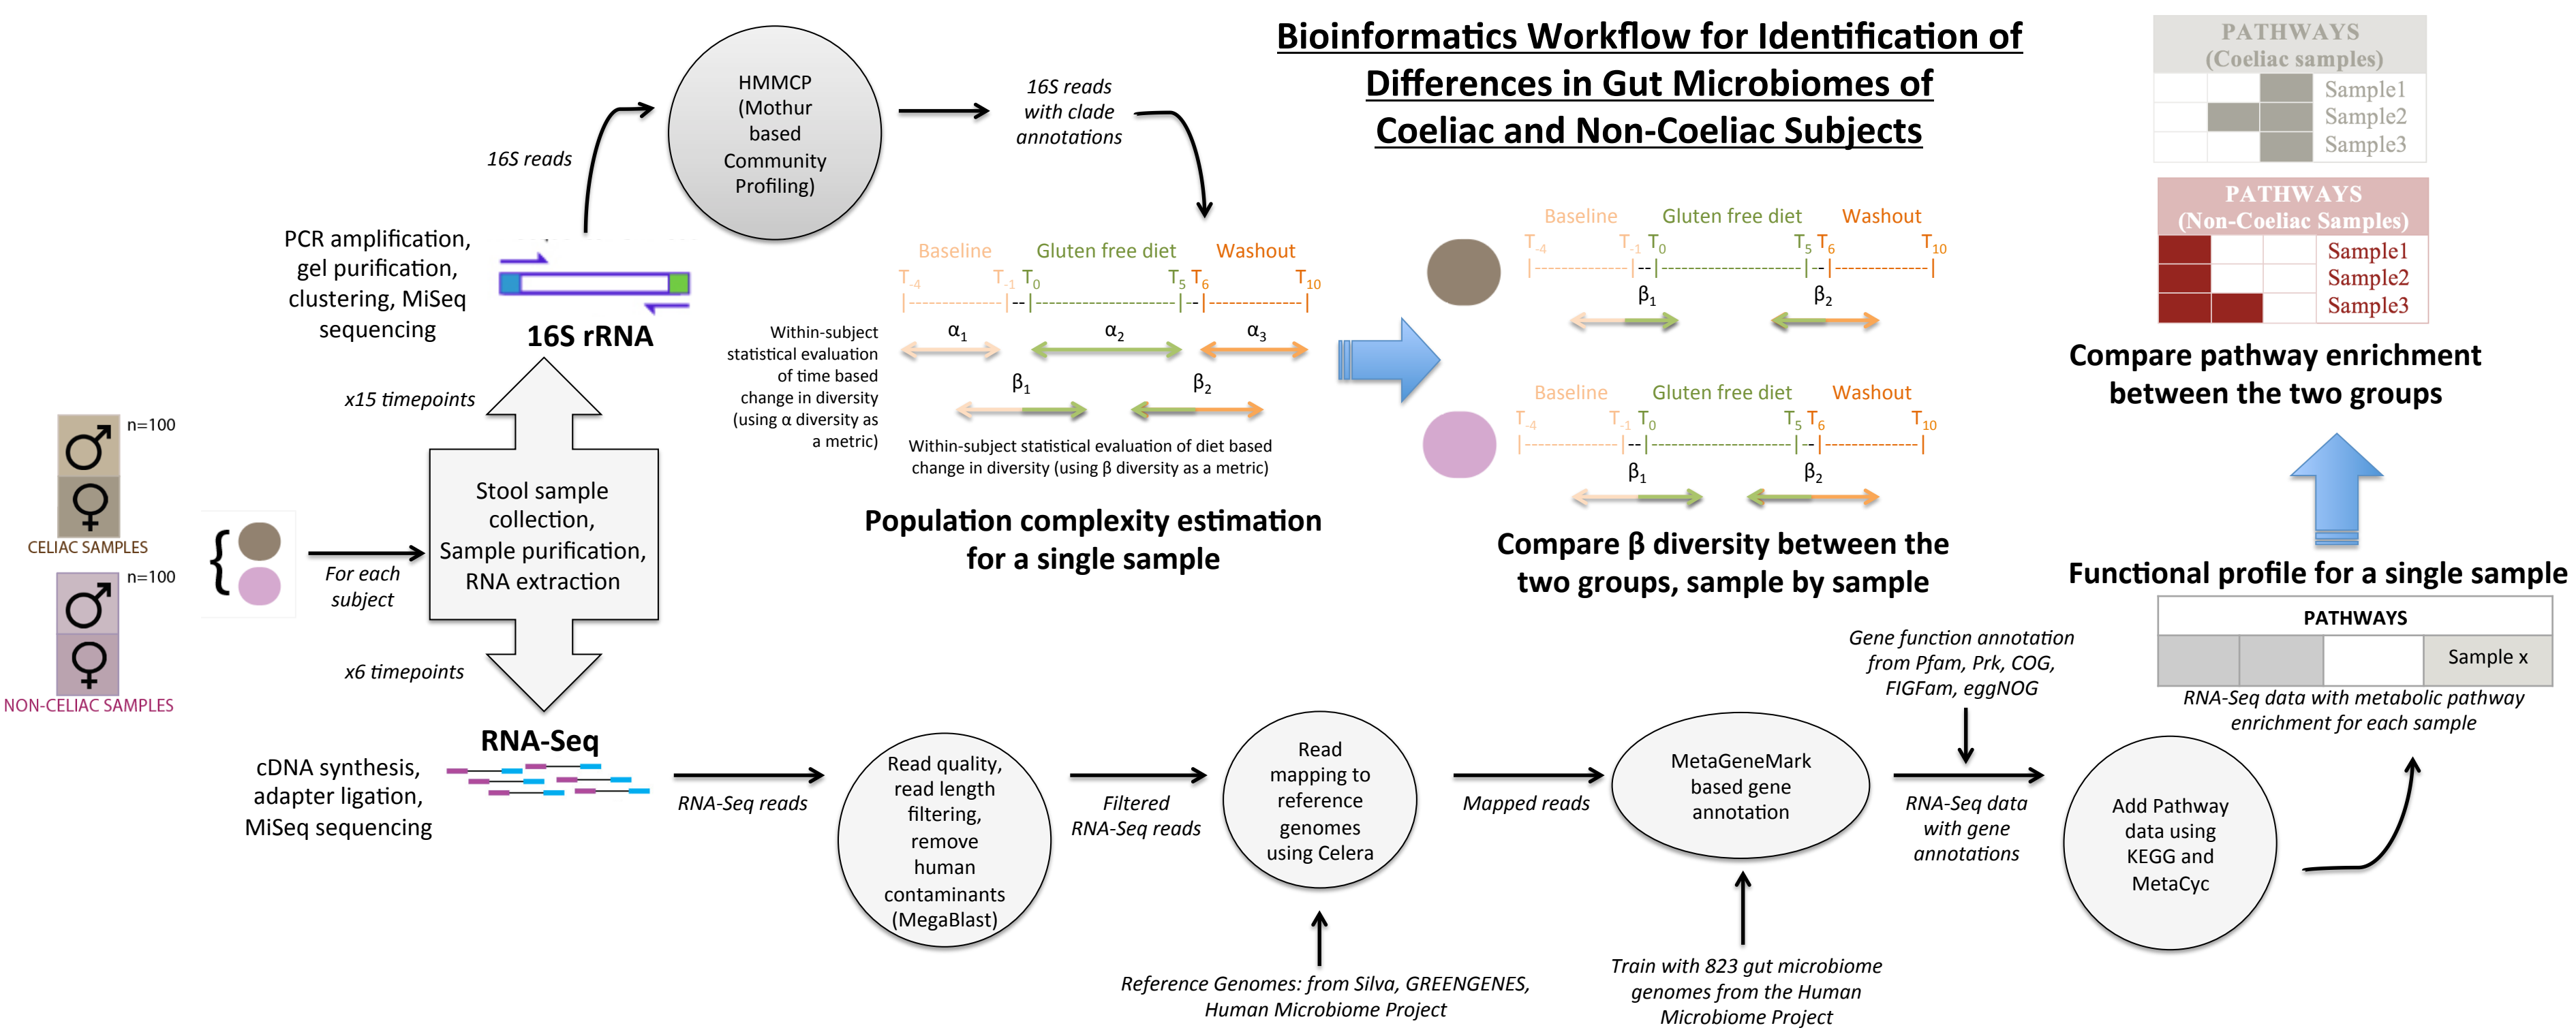 Bioinformatics Workflow for Identification of
Differences in Gut Microbiomes of
Coeliac and Non-Coeliac Subjects
n=100
CELIAC SAMPLES
n=100
NON-CELIAC SAMPLES
For each
subject
Stool sample
collection,
Sample purification,
RNA extraction
x15 timepoints
x6 timepoints
PCR amplification,
gel purification,
clustering, MiSeq
sequencing
16S rRNA
16S reads
HMMCP
(Mothur
based
Community
Profiling)
16S reads
with clade
annotations
Baseline Gluten free diet Washout
T-4 T-1 T0 T5 T6 T10
α1 α2 α3
β1 β2
Within-subject
statistical evaluation
of time based
change in diversity
(using α diversity as
a metric)
Within-subject statistical evaluation of diet based
change in diversity (using β diversity as a metric)
Population complexity estimation
for a single sample
Baseline Gluten free diet Washout
T-4 T-1 T0 T5 T6 T10
β1 β2
Baseline Gluten free diet Washout
T-4 T-1 T0 T5 T6 T10
β1 β2
Compare β diversity between the
two groups, sample by sample
RNA-Seq
cDNA synthesis,
adapter ligation,
MiSeq sequencing
RNA-Seq reads
Read quality,
read length
filtering,
remove
human
contaminants
(MegaBlast)
Filtered
RNA-Seq reads
Read
mapping to
reference
genomes
using Celera
Reference Genomes: from Silva, GREENGENES,
Human Microbiome Project
Mapped reads
MetaGeneMark
based gene
annotation
Train with 823 gut microbiome
genomes from the Human
Microbiome Project
Gene function annotation
from Pfam, Prk, COG,
FIGFam, eggNOG
RNA-Seq data
with gene
annotations
Add Pathway
data using
KEGG and
MetaCyc
Functional profile for a single sample
PATHWAYS
Sample x
RNA-Seq data with metabolic pathway
enrichment for each sample
PATHWAYS
(Coeliac samples)
Sample1
Sample2
Sample3
PATHWAYS
(Non-Coeliac Samples)
Sample1
Sample2
Sample3
Compare pathway enrichment
between the two groups